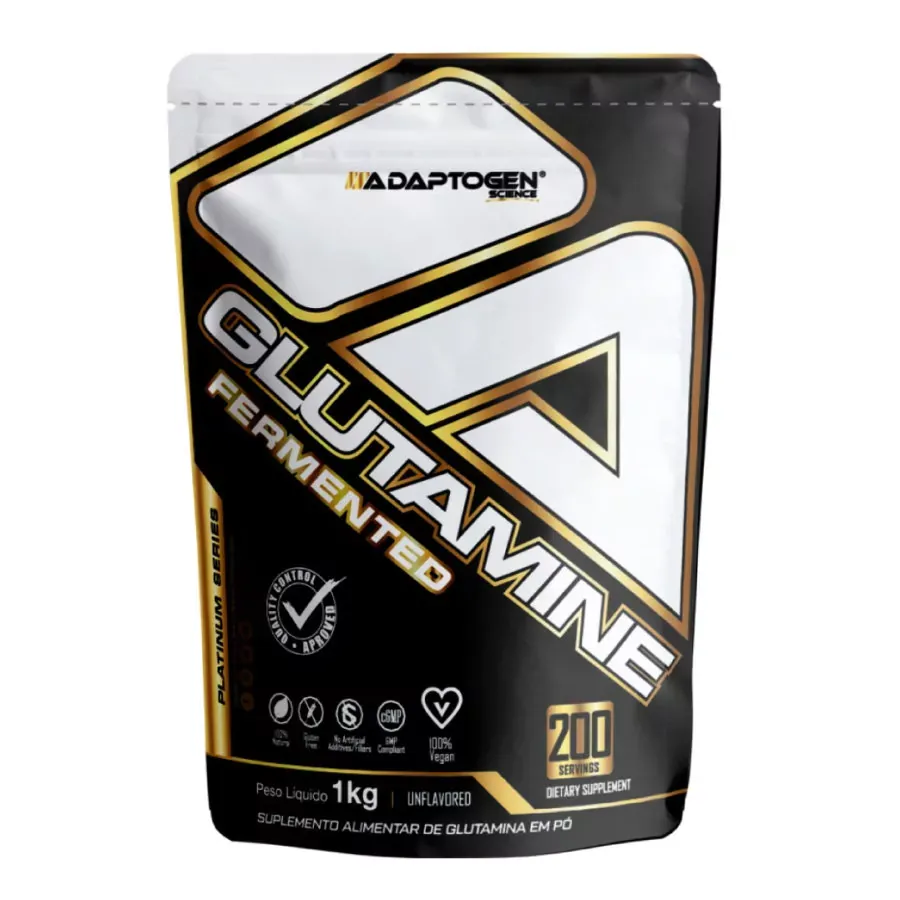 ADAPTOGEN®
SCIENCE
GLUTAMINE
FERMENTED
PLATINUM SERIES
QUALITY CONTROL
• APROVED •
100%
Natural
Gluten
Free
No Artificial
Additives/Fillers
cGMP
GMP
Compliant
100%
Vegan
200
SERVINGS
DIETARY SUPPLEMENT
Peso Líquido 1kg | UNFLAVORED
SUPLEMENTO ALIMENTAR DE GLUTAMINA EM PÓ